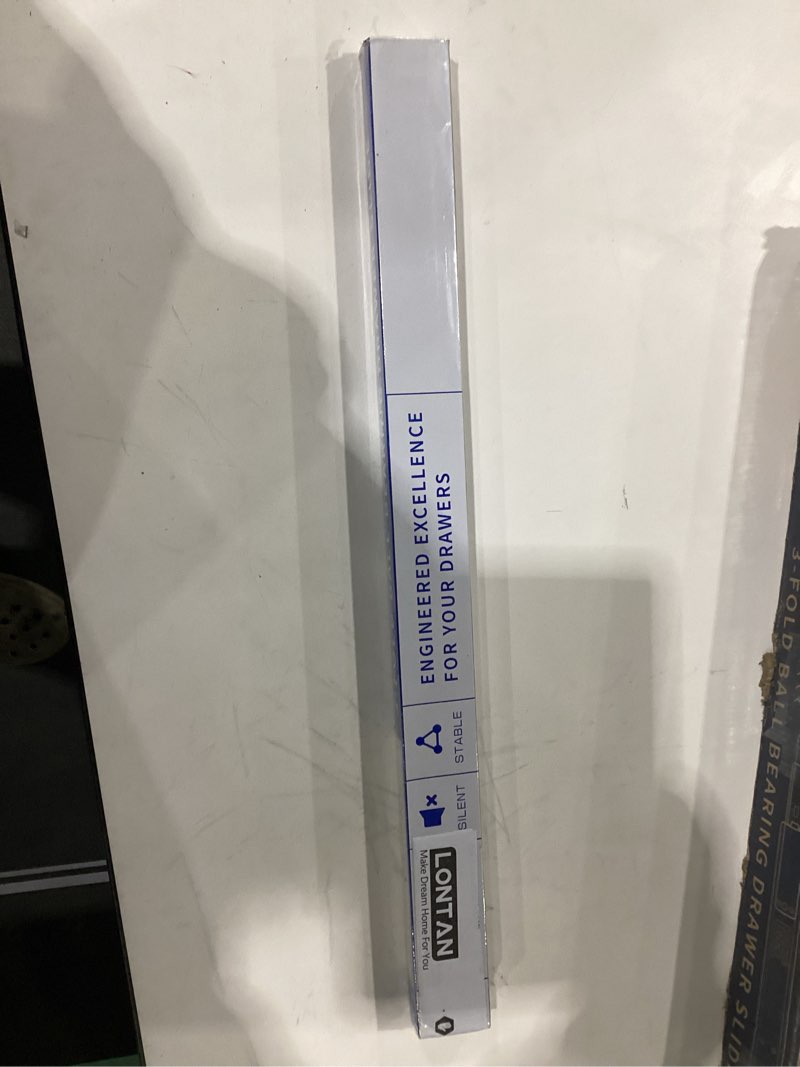 ENGINEERED EXCELLENCE
FOR YOUR DRAWERS
STABLE
SILENT
LONTAN
Make Dream Home For You
3-FOLD BALL BEARING DRAWER SLID